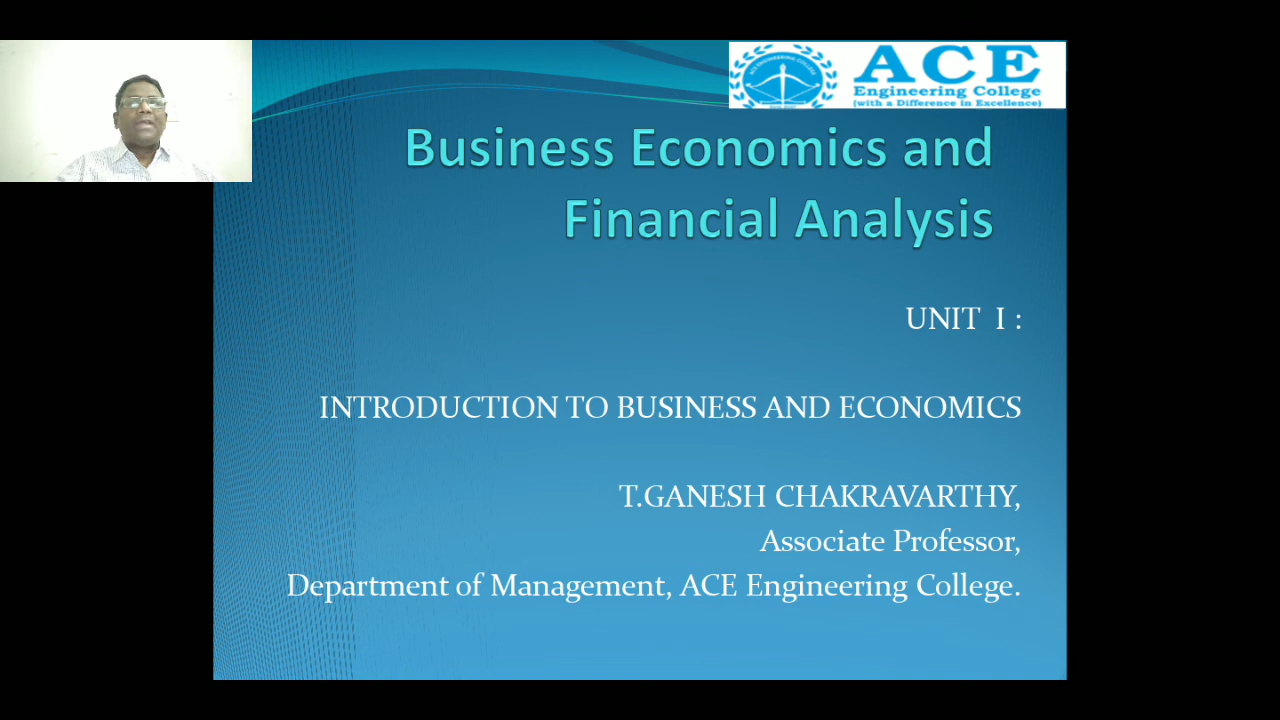 ACE
Engineering College
(with a Difference in Excellence)
Business Economics and
Financial Analysis
UNIT I :
INTRODUCTION TO BUSINESS AND ECONOMICS
T.GANESH CHAKRAVARTHY,
Associate Professor,
Department of Management, ACE Engineering College.